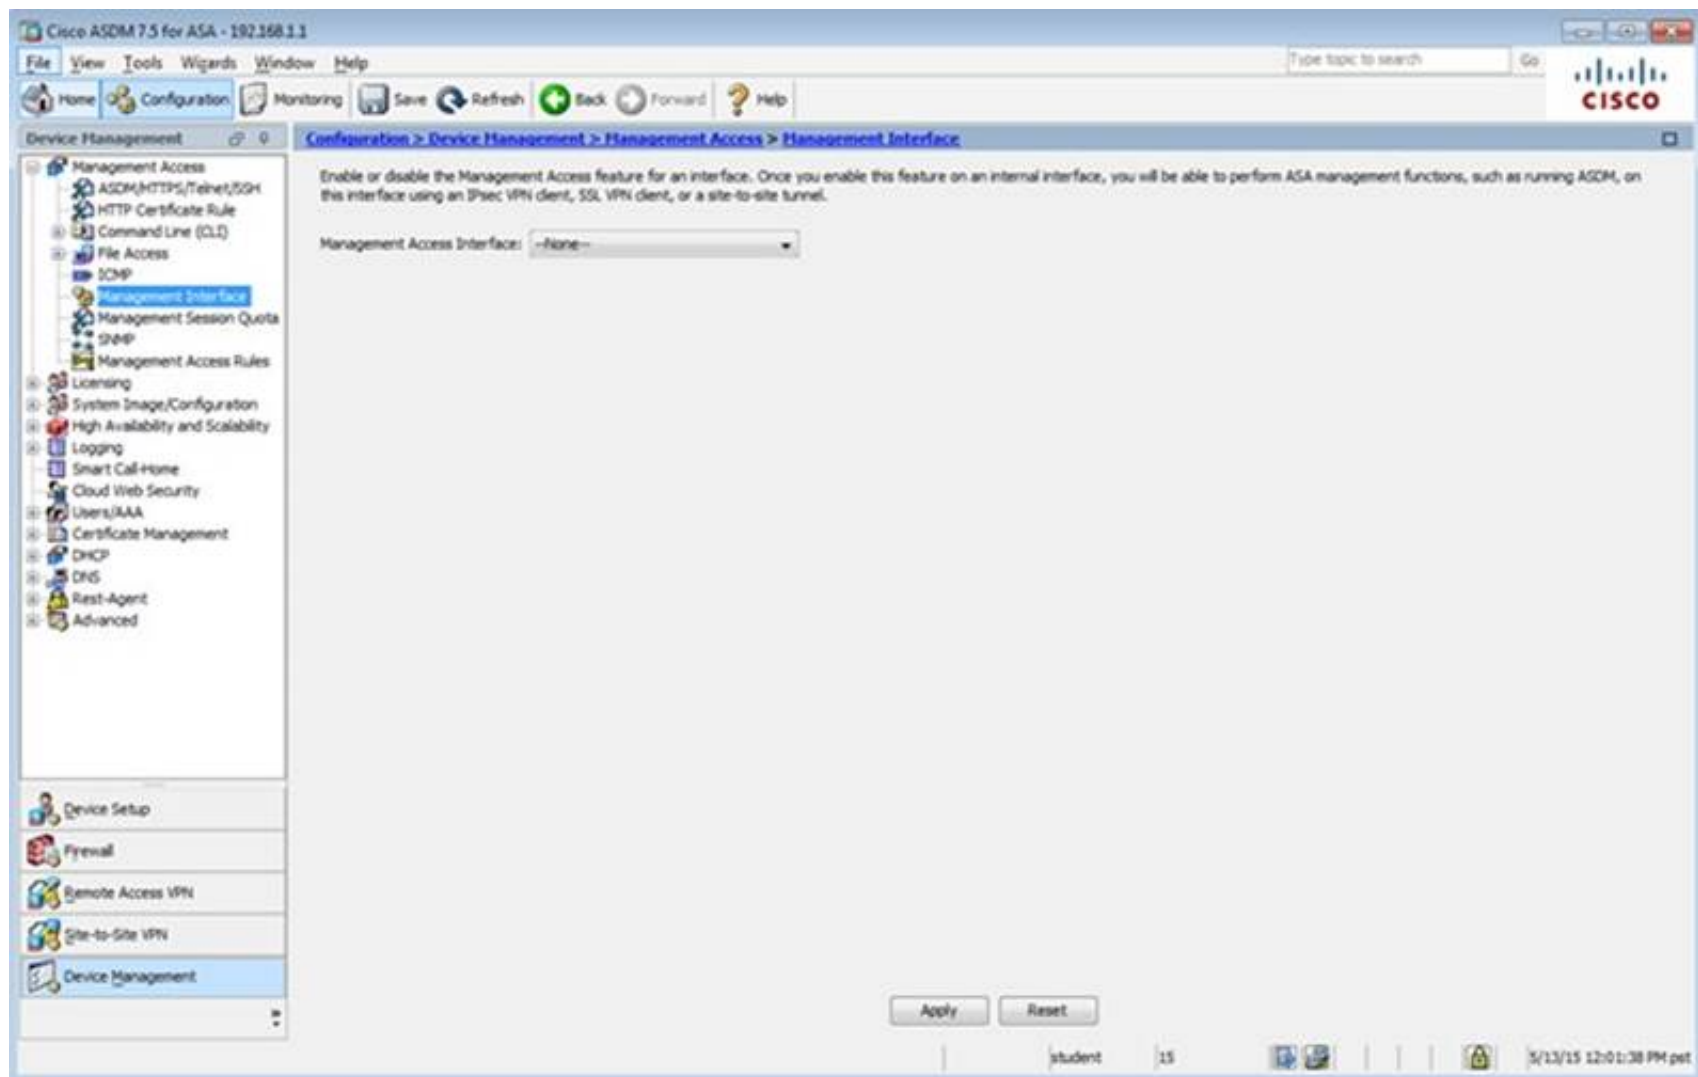 Cisco ASDM 7.5 for ASA - 192.168.1.1
File View Tools Wizards Window Help
Type topic to search Go
Home Configuration Monitoring Save Refresh Back Forward Help
CISCO
Device Management
Configuration > Device Management > Management Access > Management Interface
Management Access
ASDM/HTTPS/Telnet/SSH
HTTP Certificate Rule
Command Line (CLI)
File Access
ICMP
Management Interface
Management Session Quota
SNMP
Management Access Rules
Licensing
System Image/Configuration
High Availability and Scalability
Logging
Smart Call-Home
Cloud Web Security
Users/AAA
Certificate Management
DHCP
DNS
Rest-Agent
Advanced
Enable or disable the Management Access feature for an interface. Once you enable this feature on an internal interface, you will be able to perform ASA management functions, such as running ASDM, on
this interface using an IPsec VPN client, SSL VPN client, or a site-to-site tunnel.
Management Access Interface: --None--
Device Setup
Firewall
Remote Access VPN
Site-to-Site VPN
Device Management
Apply Reset
student 15 5/13/15 12:01:38 PM pst